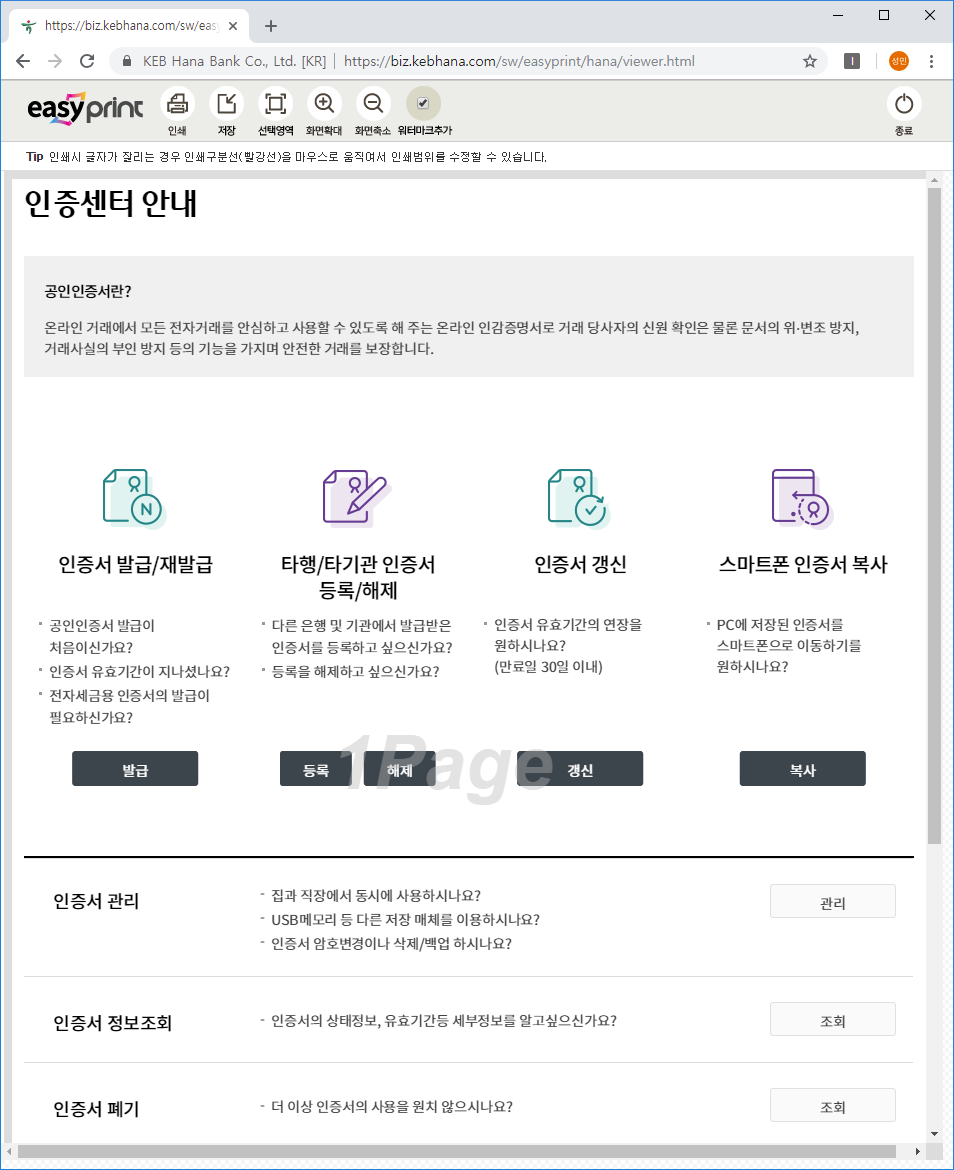 https://biz.kebhana.com/sw/eas
KEB Hana Bank Co., Ltd. [KR] | https://biz.kebhana.com/sw/easyprint/hana/viewer.html
성민
easyprint
인쇄 저장 선택영역 화면확대 화면축소 워터마크추가 종료
Tip 인쇄시 글자가 잘리는 경우 인쇄구분선(빨강선)을 마우스로 움직여서 인쇄범위를 수정할 수 있습니다.
인증센터 안내
공인인증서란?
온라인 거래에서 모든 전자거래를 안심하고 사용할 수 있도록 해 주는 온라인 인감증명서로 거래 당사자의 신원 확인은 물론 문서의 위·변조 방지,
거래사실의 부인 방지 등의 기능을 가지며 안전한 거래를 보장합니다.
N
인증서 발급/재발급
공인인증서 발급이
처음이신가요?
인증서 유효기간이 지나셨나요?
전자세금용 인증서의 발급이
필요하신가요?
발급
타행/타기관 인증서
등록/해제
다른 은행 및 기관에서 발급받은
인증서를 등록하고 싶으신가요?
등록을 해제하고 싶으신가요?
등록 해제
인증서 갱신
인증서 유효기간의 연장을
원하시나요?
(만료일 30일 이내)
갱신
스마트폰 인증서 복사
PC에 저장된 인증서를
스마트폰으로 이동하기를
원하시나요?
복사
1Page
인증서 관리
- 집과 직장에서 동시에 사용하시나요?
- USB메모리 등 다른 저장 매체를 이용하시나요?
- 인증서 암호변경이나 삭제/백업 하시나요?
관리
인증서 정보조회
- 인증서의 상태정보, 유효기간등 세부정보를 알고싶으신가요?
조회
인증서 폐기
- 더 이상 인증서의 사용을 원치 않으시나요?
조회